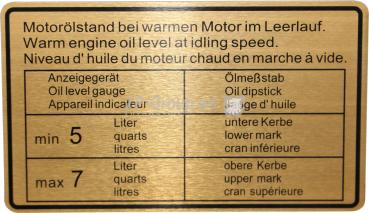 Motorölstand bei warmen Motor im Leerlauf.
Warm engine oil level at idling speed.
Niveau d' huile du moteur chaud en marche à vide.
Anzeigegerät
Oil level gauge
Appareil indicateur
Ölmeßstab
Oil dipstick
d' huile
min 5
Liter
quarts
litres
untere Kerbe
lower mark
cran inférieure
max 7
Liter
quarts
litres
obere Kerbe
upper mark
cran supérieure